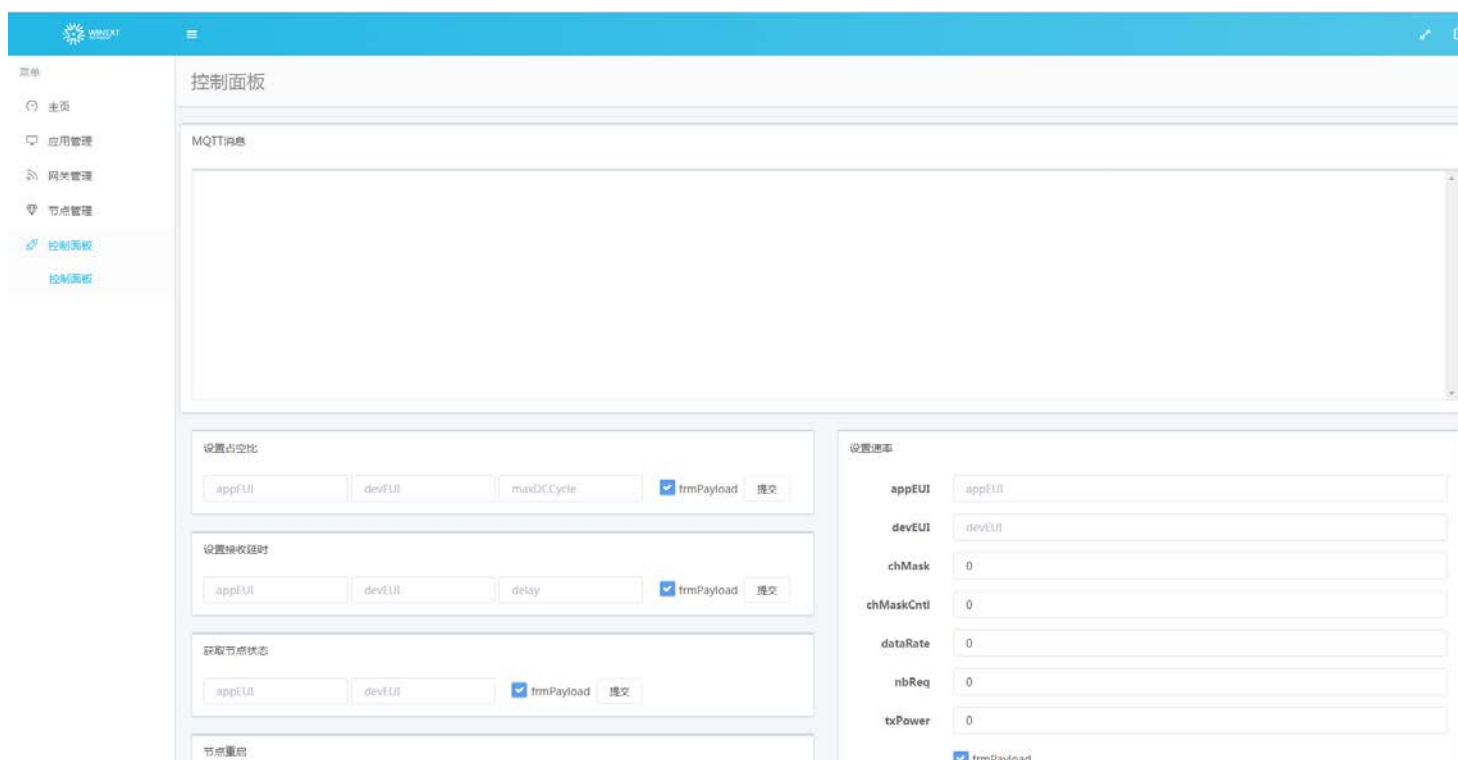 WINEXT
菜单
主页
应用管理
网关管理
节点管理
控制面板
控制面板
控制面板
MQTT消息
设置占空比
appEUI devEUI maxDCCycle frmPayload 提交
设置接收延时
appEUI devEUI delay frmPayload 提交
获取节点状态
appEUI devEUI frmPayload 提交
节点重启
设置速率
appEUI appEUI
devEUI devEUI
chMask 0
chMaskCntl 0
dataRate 0
nbReq 0
txPower 0
frmPayload